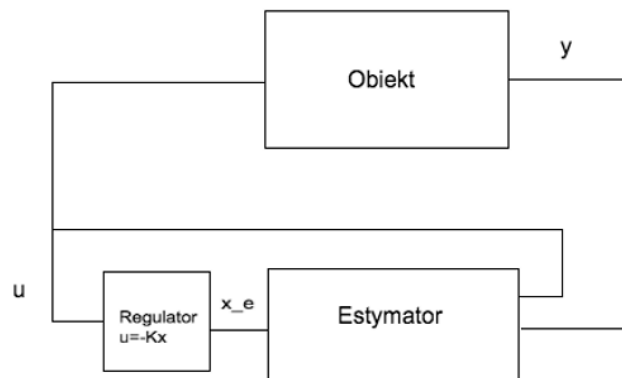 y
Obiekt
u
Regulator
u=-Kx
x_e
Estymator